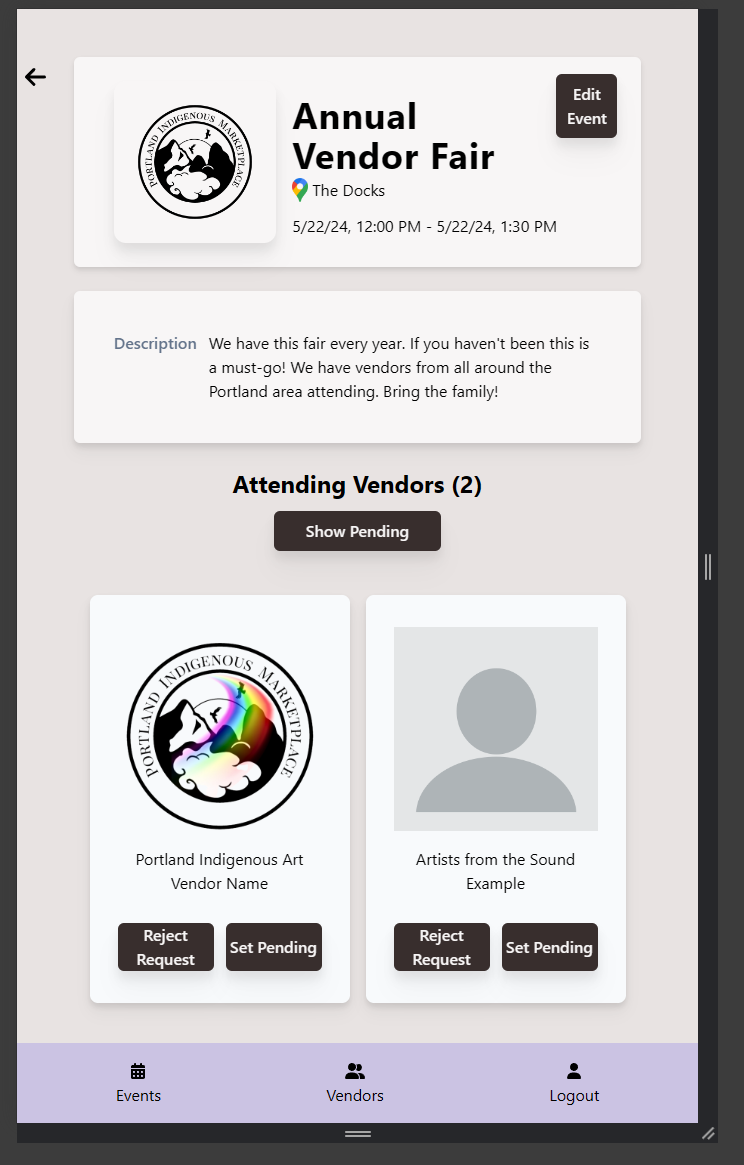 PORTLAND INDIGENOUS MARKETPLACE
Annual
Vendor Fair
Edit
Event
The Docks
5/22/24, 12:00 PM - 5/22/24, 1:30 PM
Description
We have this fair every year. If you haven't been this is
a must-go! We have vendors from all around the
Portland area attending. Bring the family!
Attending Vendors (2)
Show Pending
PORTLAND INDIGENOUS MARKETPLACE
Portland Indigenous Art
Vendor Name
Artists from the Sound
Example
Reject
Request
Set Pending
Reject
Request
Set Pending
Events
Vendors
Logout